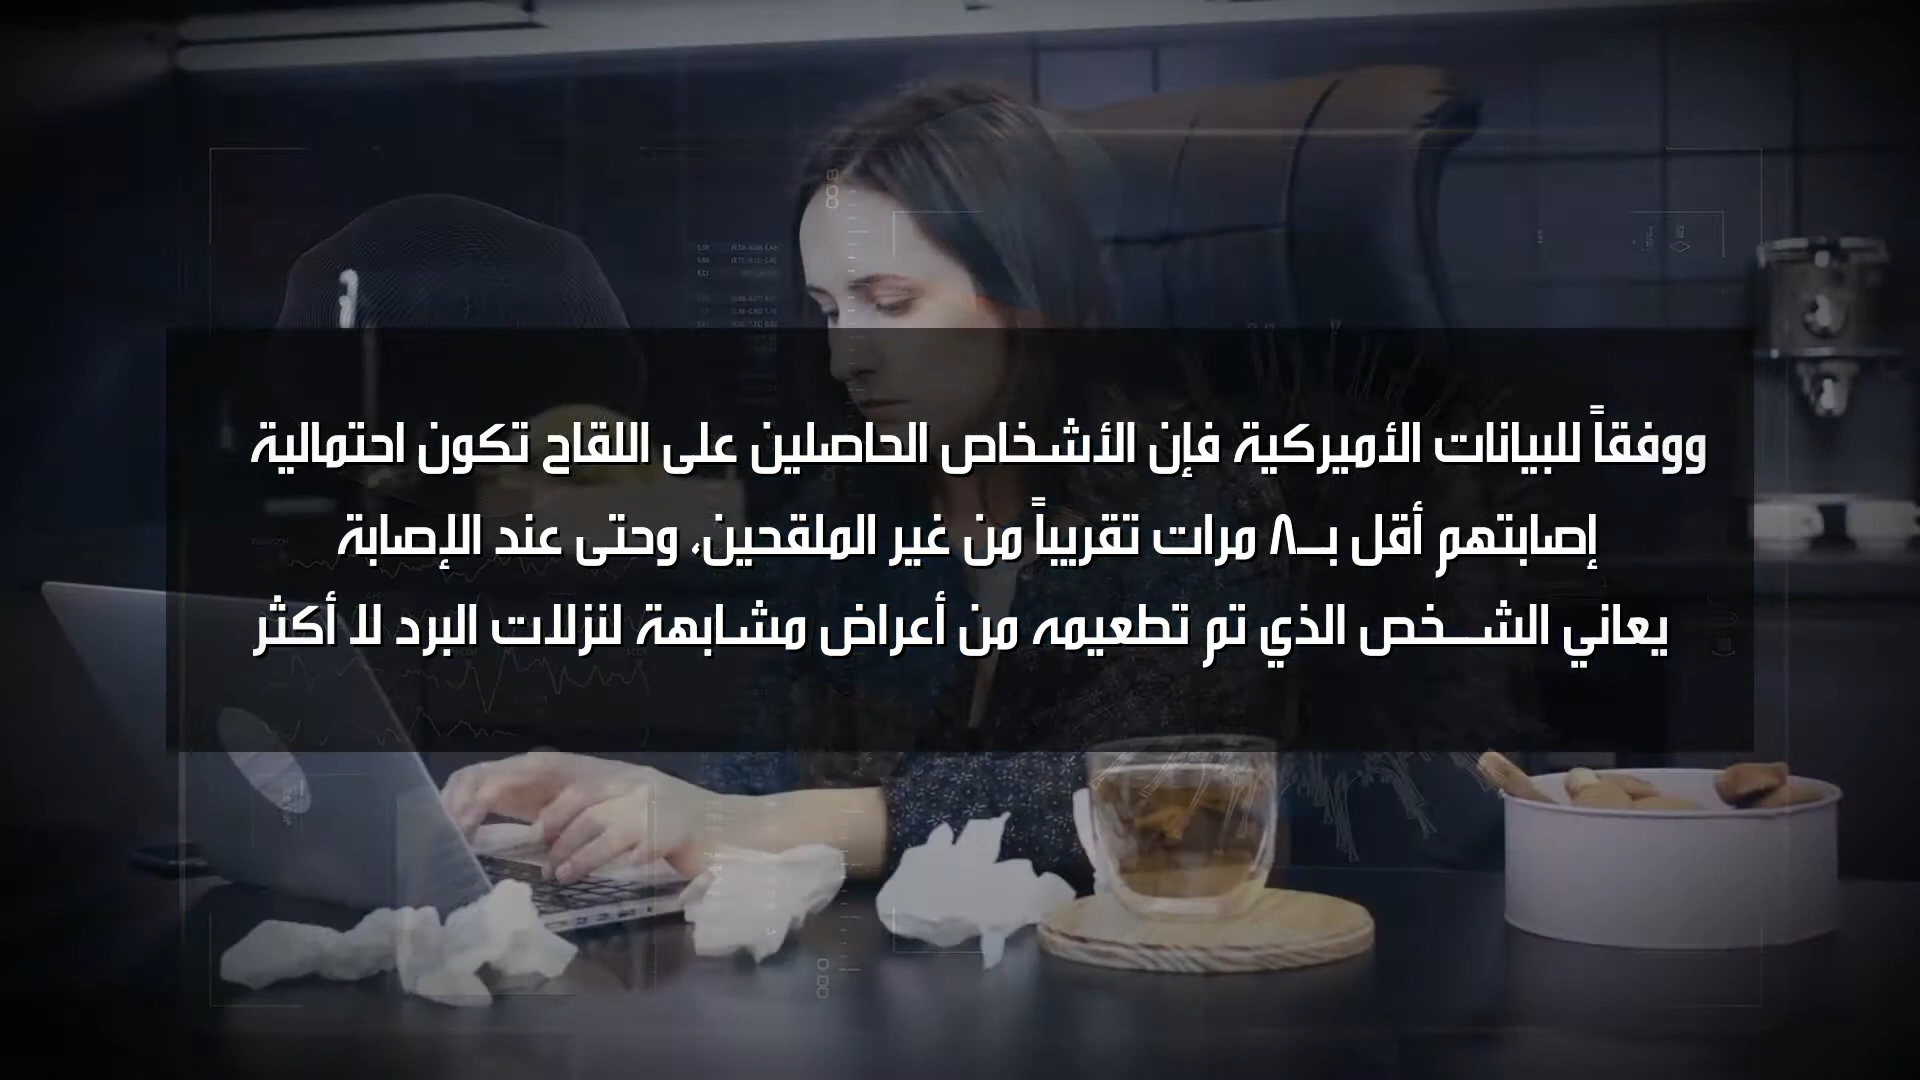 ووفقاً للبيانات الأميركية فإن الأشخاص الحاصلين على اللقاح تكون احتمالية
إصابتهم أقل بـ٨ مرات تقريباً من غير الملقحين، وحتى عند الإصابة
يعاني الشخص الذي تم تطعيمه من أعراض مشابهة لنزلات البرد لا أكثر